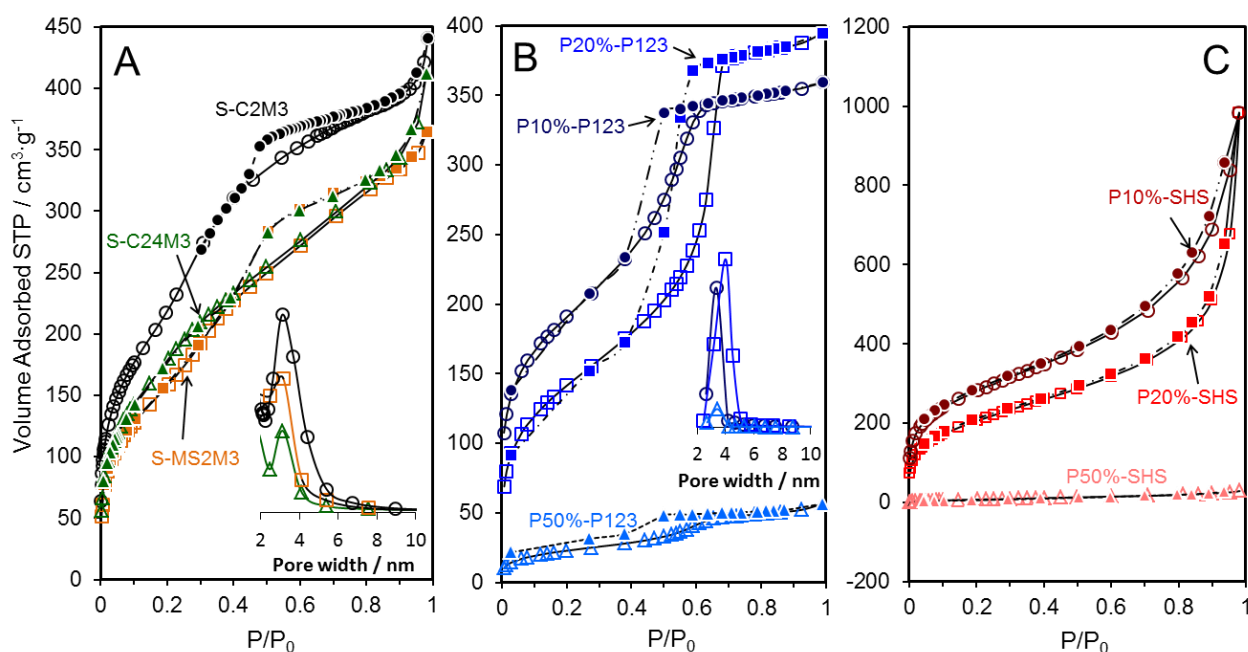 A
450
400
350
300
250
200
150
100
50
0
Volume Adsorbed STP / cm³·g⁻¹
S-C2M3
S-C24M3
S-MS2M3
2 4 6 8 10
Pore width / nm
0 0.2 0.4 0.6 0.8 1
P/P₀
B
400
350
300
250
200
150
100
50
0
P20%-P123
P10%-P123
P50%-P123
2 4 6 8 10
Pore width / nm
0 0.2 0.4 0.6 0.8 1
P/P₀
C
1200
1000
800
600
400
200
0
-200
P10%-SHS
P20%-SHS
P50%-SHS
0 0.2 0.4 0.6 0.8 1
P/P₀